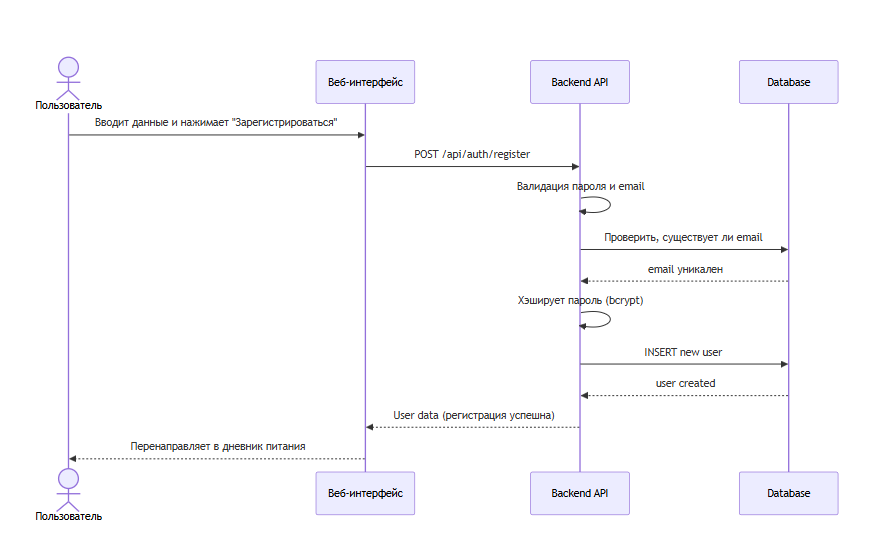 Пользователь
Веб-интерфейс
Backend API
Database
Вводит данные и нажимает "Зарегистрироваться"
POST /api/auth/register
Валидация пароля и email
Проверить, существует ли email
email уникален
Хэширует пароль (bcrypt)
INSERT new user
user created
User data (регистрация успешна)
Перенаправляет в дневник питания
Пользователь
Веб-интерфейс
Backend API
Database